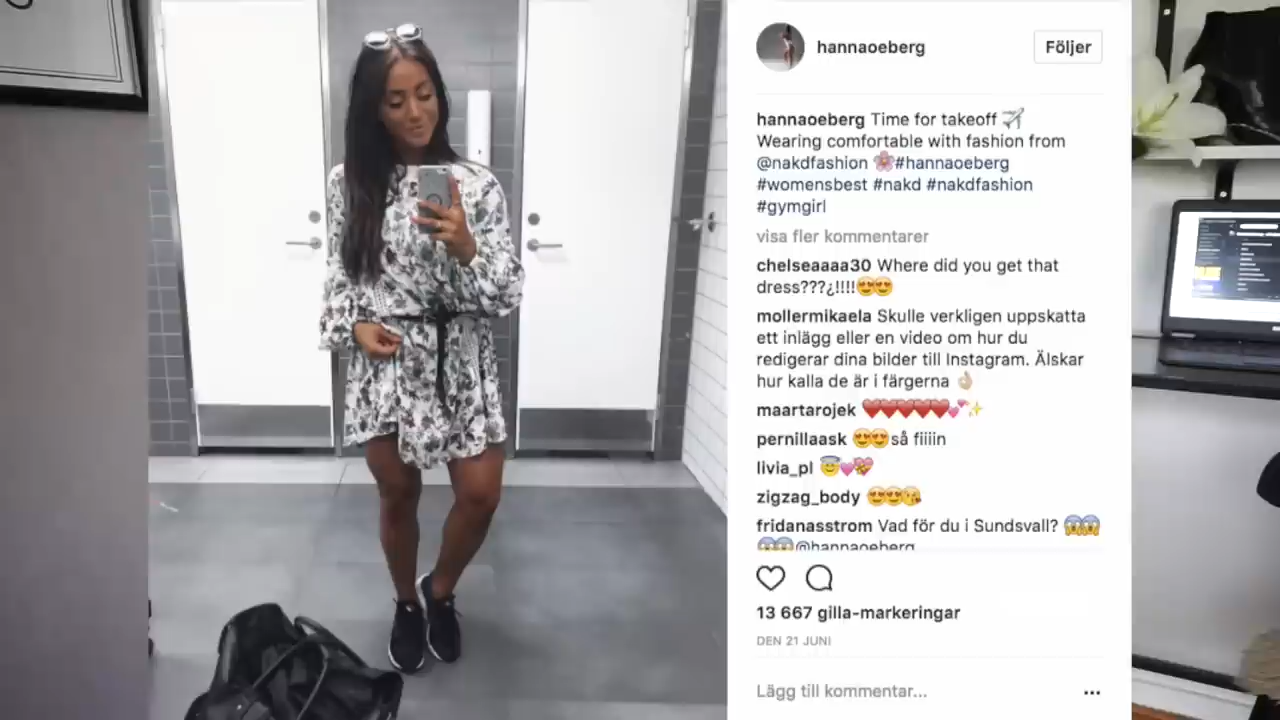 hannaoeberg
Följer
hannaoeberg Time for takeoff ✈️
Wearing comfortable with fashion from
@nakdfashion 🌸#hannaoeberg
#womensbest #nakd #nakdfashion
#gymgirl
visa fler kommentarer
chelseaaaa30 Where did you get that
dress???¿!!!!😍😍
mollermikaela Skulle verkligen uppskatta
ett inlägg eller en video om hur du
redigerar dina bilder till Instagram. Älskar
hur kalla de är i färgerna 👌🏼
maartarojek ❤️❤️❤️❤️❤️💕✨
pernillaask 😍😍så fiiiin
livia_pl 😇💓💝
zigzag_body 😍😍😘
fridanasstrom Vad för du i Sundsvall? 😱😱
😱😱@hannaoeberg
13 667 gilla-markeringar
DEN 21 JUNI
Lägg till kommentar...